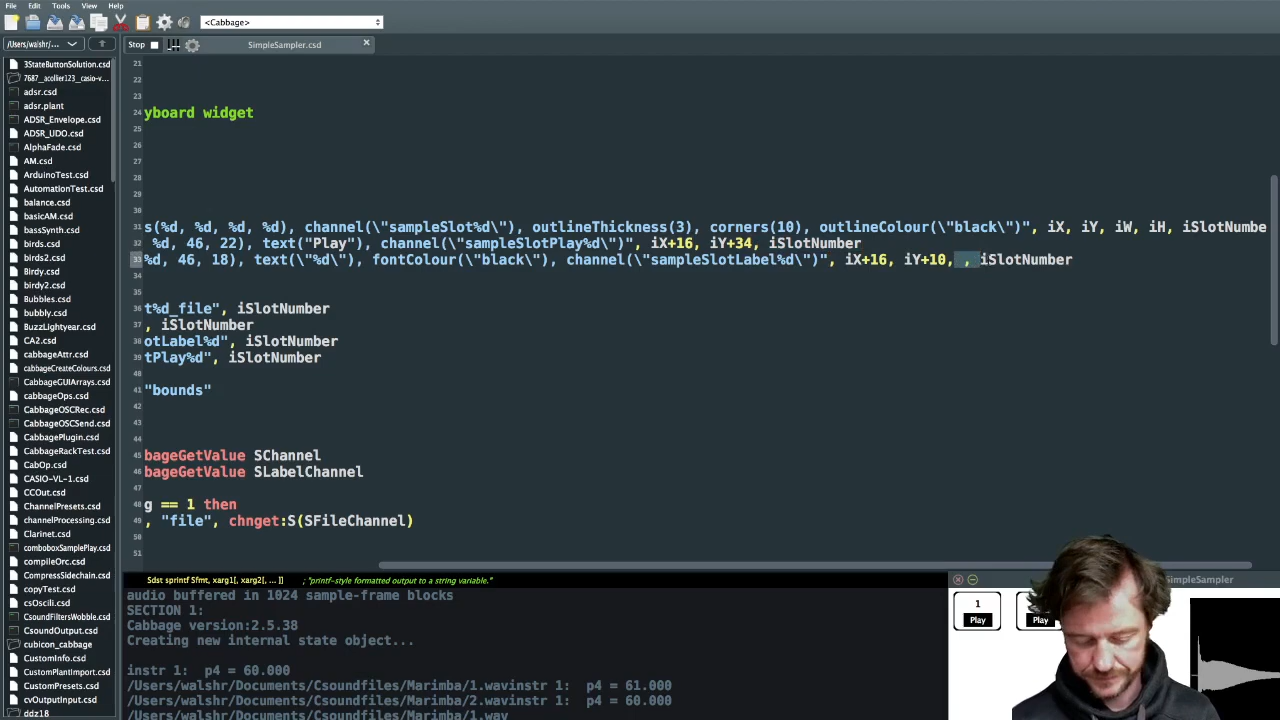 File Edit Tools View Help
<Cabbage>
/Users/walshr/...
Stop
SimpleSampler.csd
3StateButtonSolution.csd
7687__acollier123__casio-v...
adsr.csd
adsr.plant
ADSR_Envelope.csd
ADSR_UDO.csd
AlphaFade.csd
AM.csd
ArduinoTest.csd
AutomationTest.csd
balance.csd
basicAM.csd
bassSynth.csd
birds.csd
birds2.csd
Birdy.csd
birdy2.csd
Bubbles.csd
bubbly.csd
BuzzLightyear.csd
CA2.csd
cabbageAttr.csd
cabbageCreateColours.csd
CabbageGUIArrays.csd
cabbageOps.csd
CabbageOSCRec.csd
CabbageOSCSend.csd
CabbagePlugin.csd
CabbageRackTest.csd
CabOp.csd
CASIO-VL-1.csd
CCOut.csd
ChannelPresets.csd
channelProcessing.csd
Clarinet.csd
comboboxSamplePlay.csd
compileOrc.csd
CompressSidechain.csd
copyTest.csd
csOscili.csd
CsoundFiltersWobble.csd
CsoundOutput.csd
cubicon_cabbage
CustomInfo.csd
CustomPlantImport.csd
CustomPresets.csd
cvOutputInput.csd
ddz18
21
22
23
24 yboard widget
25
26
27
28
29
30
31 s(%d, %d, %d, %d), channel(\"sampleSlot%d\"), outlineThickness(3), corners(10), outlineColour(\"black\")", iX, iY, iW, iH, iSlotNumbe
32 %d, 46, 22), text("Play"), channel(\"sampleSlotPlay%d\")", iX+16, iY+34, iSlotNumber
33 %d, 46, 18), text(\"%d\"), fontColour(\"black\"), channel(\"sampleSlotLabel%d\")", iX+16, iY+10, , iSlotNumber
34
35
36 t%d_file", iSlotNumber
37 , iSlotNumber
38 otLabel%d", iSlotNumber
39 tPlay%d", iSlotNumber
40
41 "bounds"
42
43
44
45 bageGetValue SChannel
46 bageGetValue SLabelChannel
47
48 g == 1 then
49 , "file", chnget:S(SFileChannel)
50
51
Sdst sprintf Sfmt, xarg1[, xarg2[, ... ]] ; "printf-style formatted output to a string variable."
audio buffered in 1024 sample-frame blocks
SECTION 1:
Cabbage version:2.5.38
Creating new internal state object...
instr 1: p4 = 60.000
/Users/walshr/Documents/Csoundfiles/Marimba/1.wavinstr 1: p4 = 61.000
/Users/walshr/Documents/Csoundfiles/Marimba/2.wavinstr 1: p4 = 60.000
/Users/walshr/Documents/Csoundfiles/Marimba/1.wav
SimpleSampler
1
Play
Play